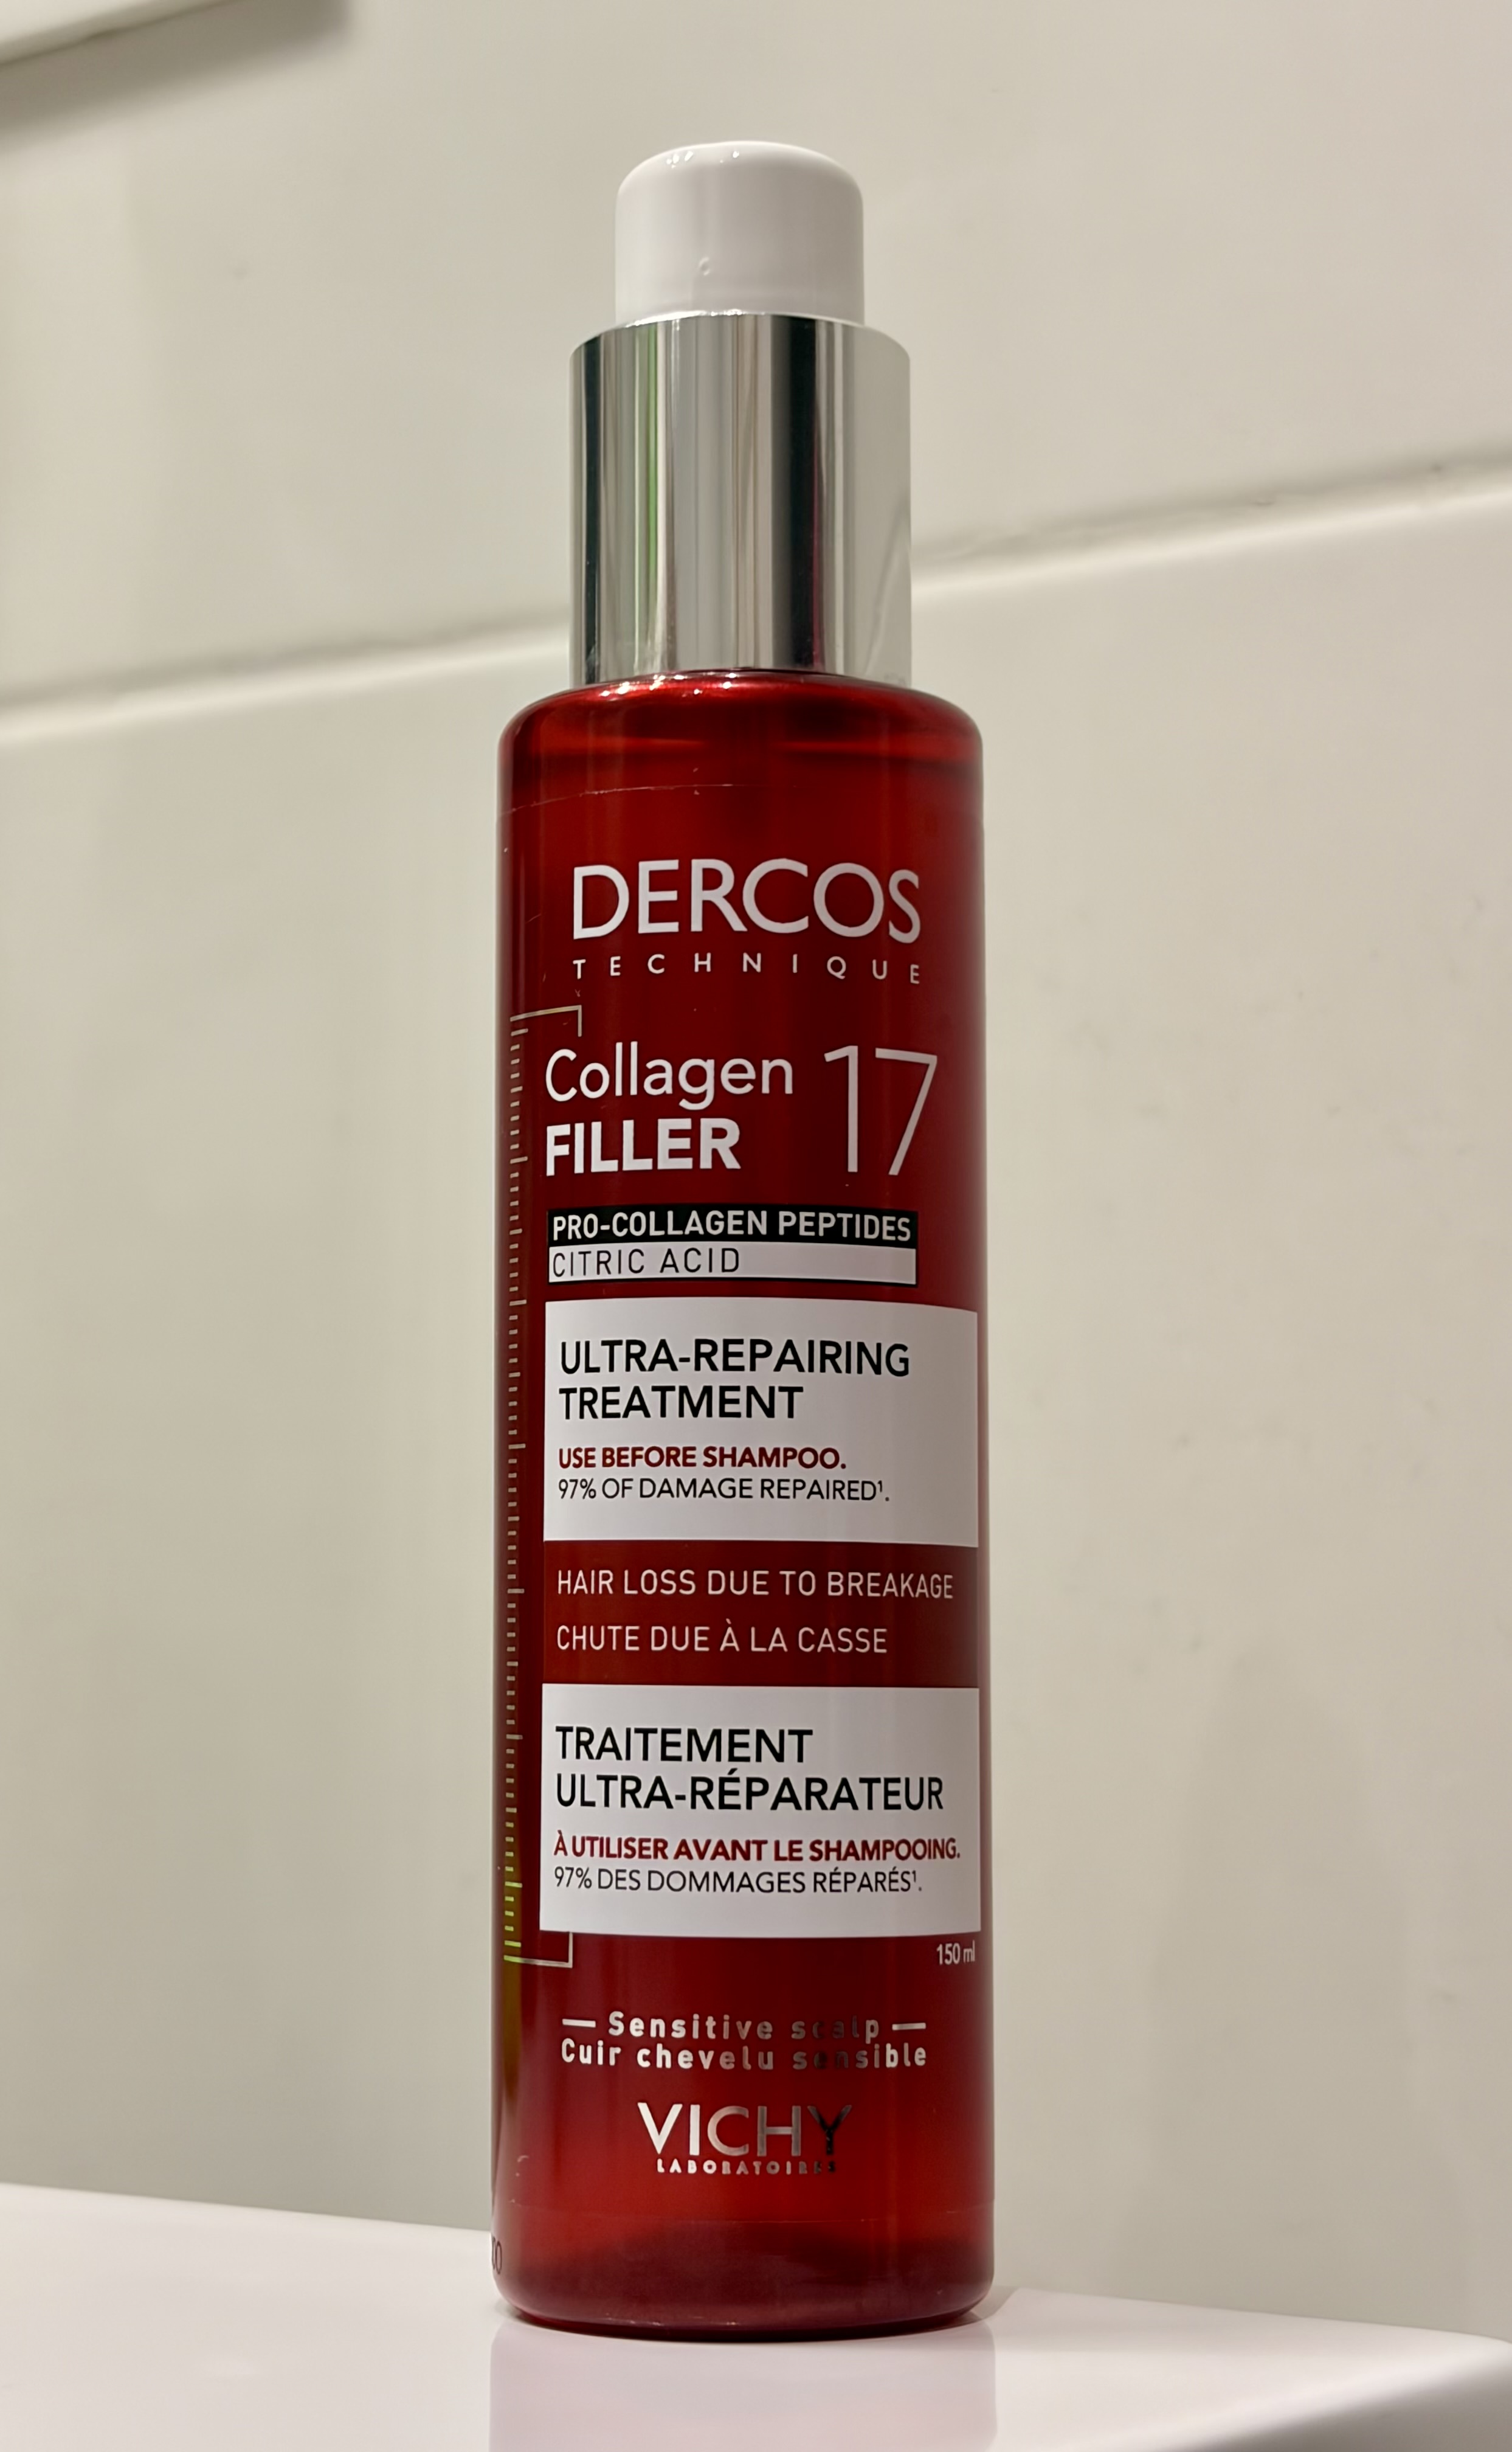 DERCOS
TECHNIQUE
Collagen 17
FILLER
PRO-COLLAGEN PEPTIDES
CITRIC ACID
ULTRA-REPAIRING
TREATMENT
USE BEFORE SHAMPOO.
97% OF DAMAGE REPAIRED¹.
HAIR LOSS DUE TO BREAKAGE
CHUTE DUE À LA CASSE
TRAITEMENT
ULTRA-RÉPARATEUR
À UTILISER AVANT LE SHAMPOOING.
97% DES DOMMAGES RÉPARÉS¹.
150 ml
— Sensitive scalp —
Cuir chevelu sensible
VICHY
LABORATOIRES